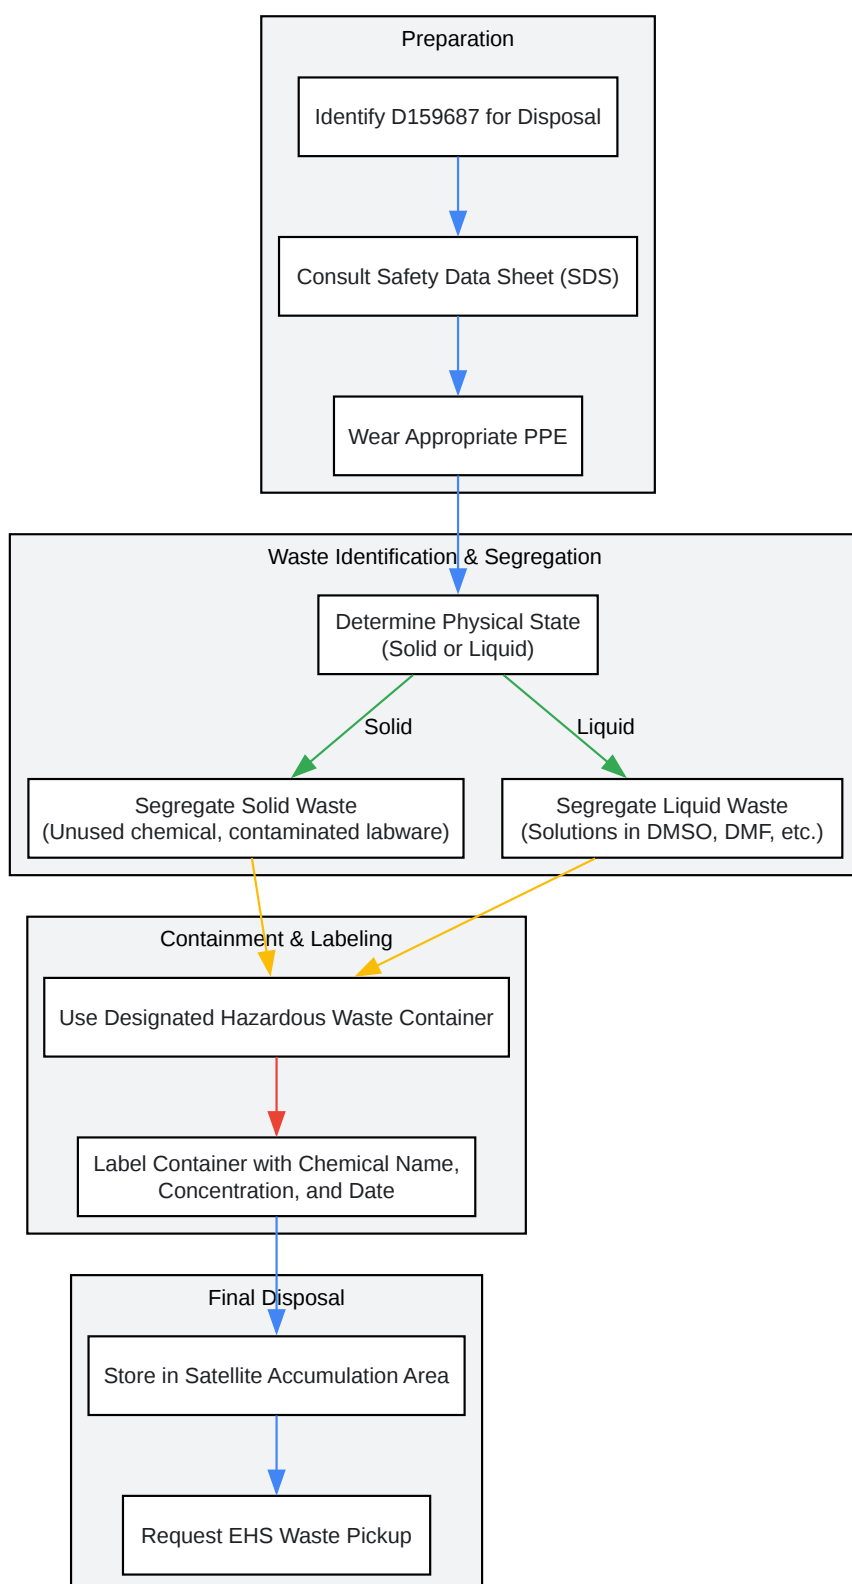 Preparation
Identify D159687 for Disposal
Consult Safety Data Sheet (SDS)
Wear Appropriate PPE
Waste Identification & Segregation
Determine Physical State
(Solid or Liquid)
Solid
Liquid
Segregate Solid Waste
(Unused chemical, contaminated labware)
Segregate Liquid Waste
(Solutions in DMSO, DMF, etc.)
Containment & Labeling
Use Designated Hazardous Waste Container
Label Container with Chemical Name,
Concentration, and Date
Final Disposal
Store in Satellite Accumulation Area
Request EHS Waste Pickup